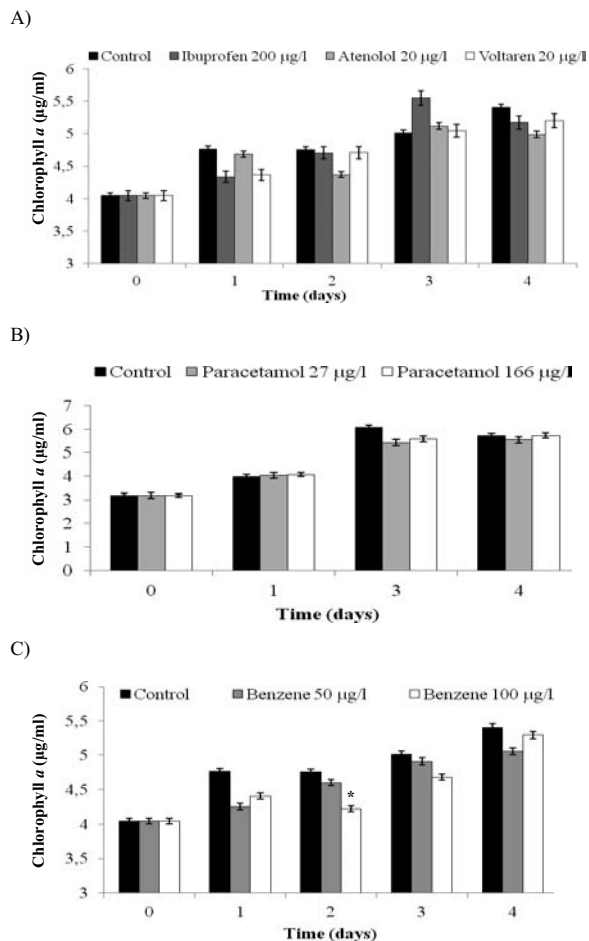 A)
Control Ibuprofen 200 µg/l Atenolol 20 µg/l Voltaren 20 µg/l
Chlorophyll a (µg/ml)
6
5,5
5
4,5
4
3,5
3
0 1 2 3 4
Time (days)
B)
Control Paracetamol 27 µg/l Paracetamol 166 µg/l
Chlorophyll a (µg/ml)
7
6
5
4
3
2
1
0
0 1 3 4
Time (days)
C)
Control Benzene 50 µg/l Benzene 100 µg/l
Chlorophyll a (µg/ml)
6
5,5
5
4,5
4
3,5
3
*
0 1 2 3 4
Time (days)